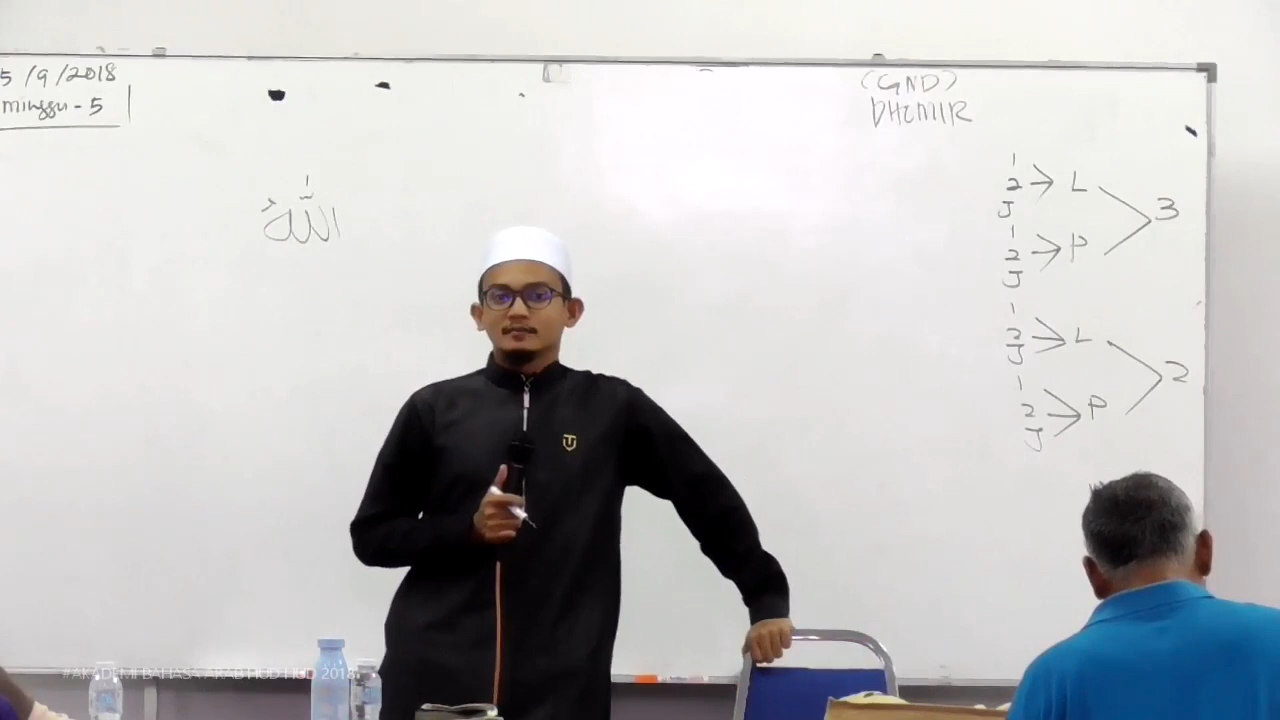 5/9/2018
minggu - 5
اللّٰهُ
(GND)
DHOMIR
1
2 → L
J
3
1
2 → P
J
1
2 → L
J
2
1
2 → P
J
#AKADEMI BAHASA ARAB HUD HUD 2018